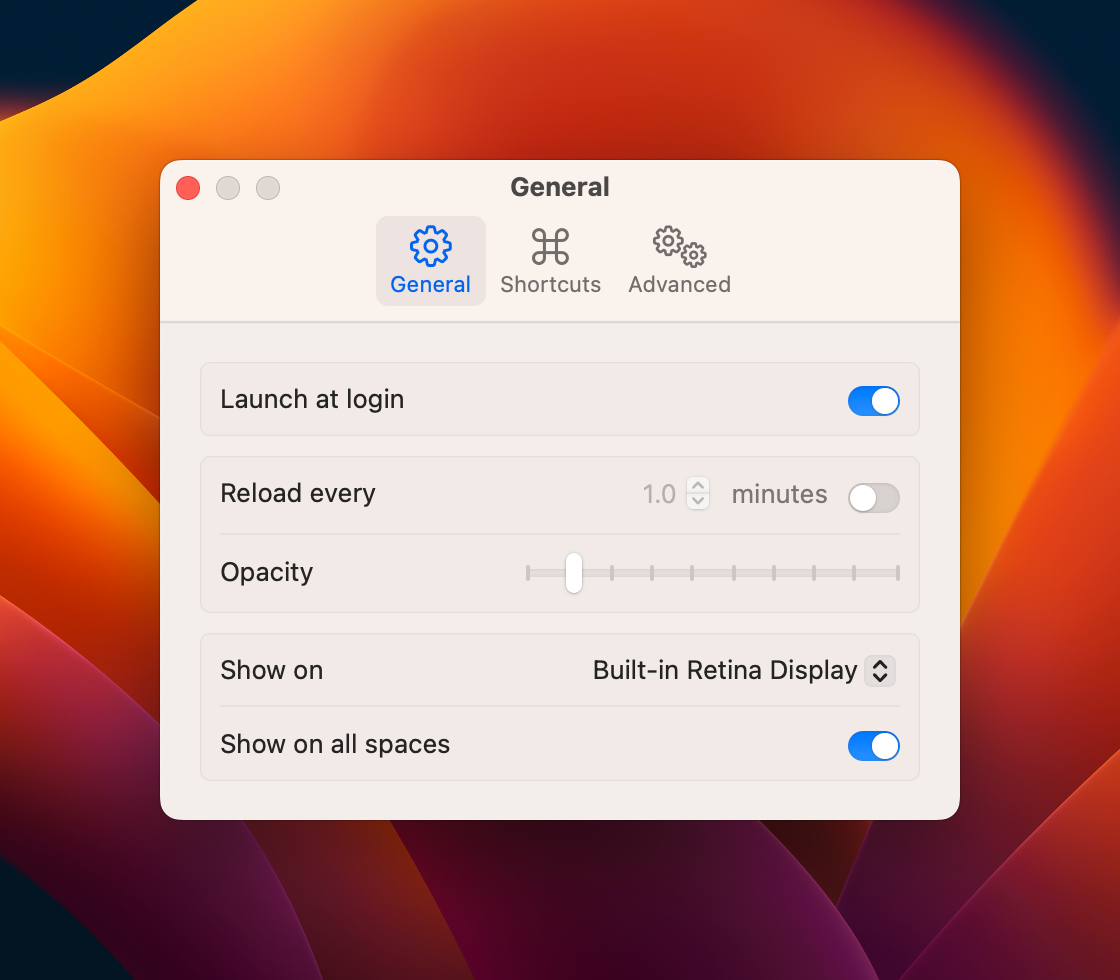 General
General Shortcuts Advanced
Launch at login
Reload every 1.0 minutes
Opacity
Show on Built-in Retina Display
Show on all spaces